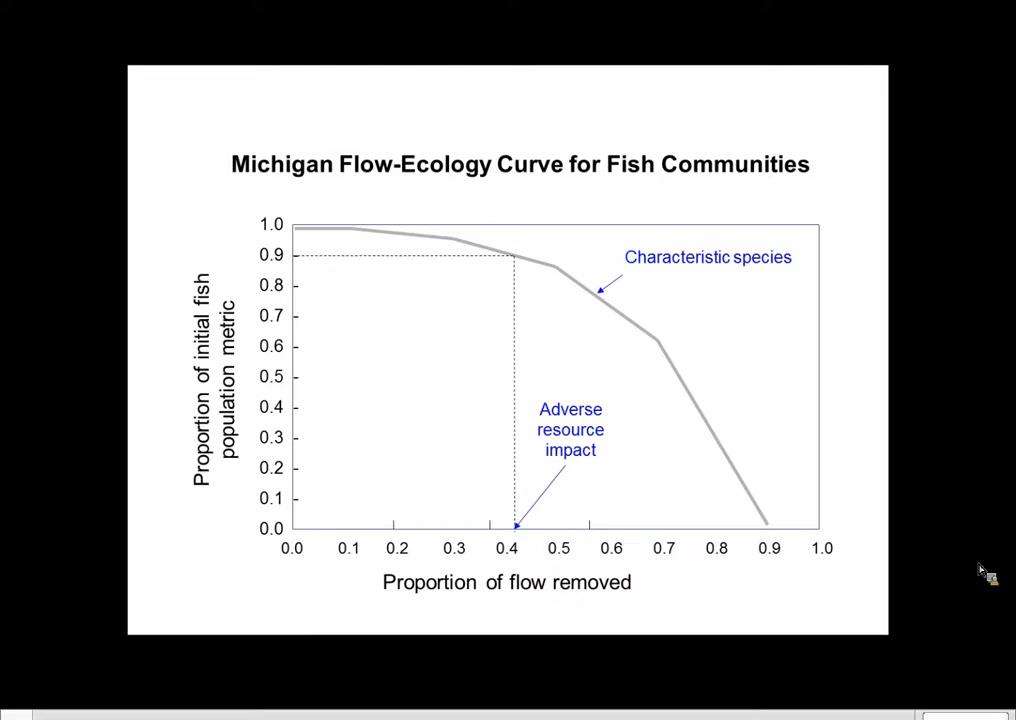 Michigan Flow-Ecology Curve for Fish Communities
1.0
0.9
0.8
0.7
0.6
0.5
0.4
0.3
0.2
0.1
0.0
Proportion of initial fish
population metric
Characteristic species
Adverse
resource
impact
0.0 0.1 0.2 0.3 0.4 0.5 0.6 0.7 0.8 0.9 1.0
Proportion of flow removed